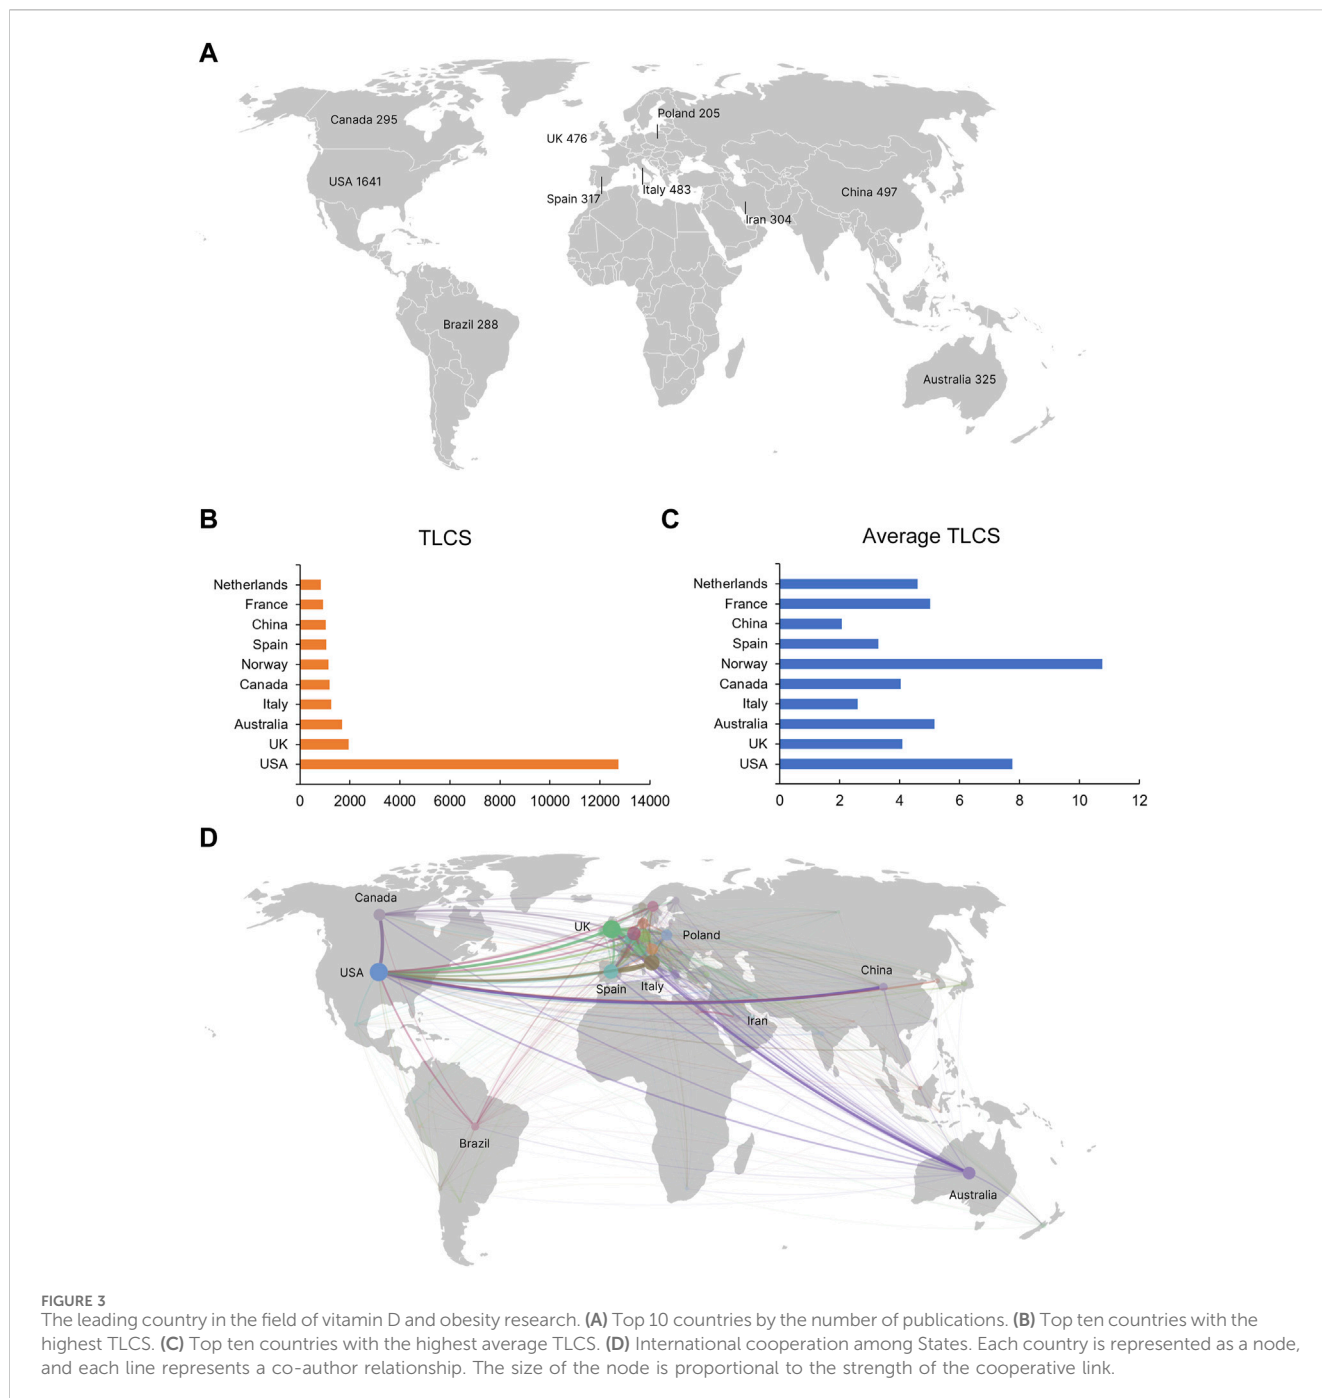 A
Canada 295
Poland 205
UK 476
USA 1641
Italy 483
China 497
Spain 317
Iran 304
Brazil 288
Australia 325
B
TLCS
Netherlands
France
China
Spain
Norway
Canada
Italy
Australia
UK
USA
0 2000 4000 6000 8000 10000 12000 14000
C
Average TLCS
Netherlands
France
China
Spain
Norway
Canada
Italy
Australia
UK
USA
0 2 4 6 8 10 12
D
Canada
UK
Poland
USA
China
Spain
Italy
Iran
Brazil
Australia
FIGURE 3
The leading country in the field of vitamin D and obesity research. (A) Top 10 countries by the number of publications. (B) Top ten countries with the
highest TLCS. (C) Top ten countries with the highest average TLCS. (D) International cooperation among States. Each country is represented as a node,
and each line represents a co-author relationship. The size of the node is proportional to the strength of the cooperative link.